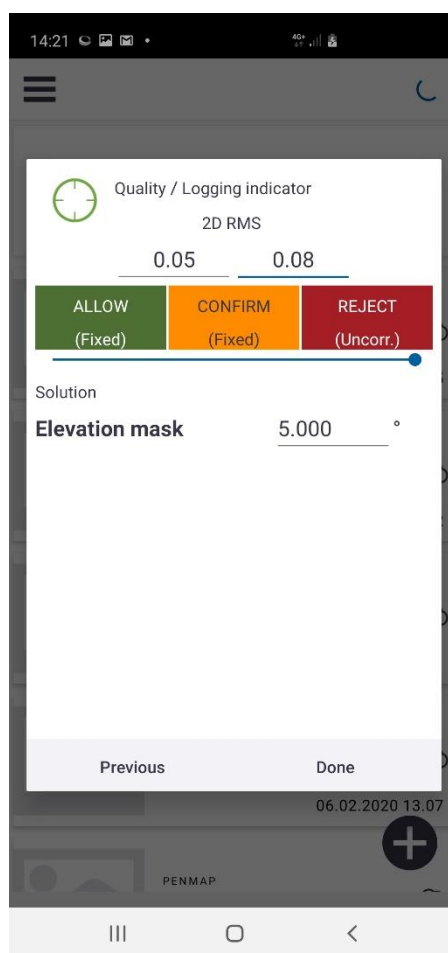 14:21
4G+
Quality / Logging indicator
2D RMS
0.05 0.08
ALLOW CONFIRM REJECT
(Fixed) (Fixed) (Uncorr.)
Solution
Elevation mask 5.000 °
Previous Done
06.02.2020 13.07
PENMAP